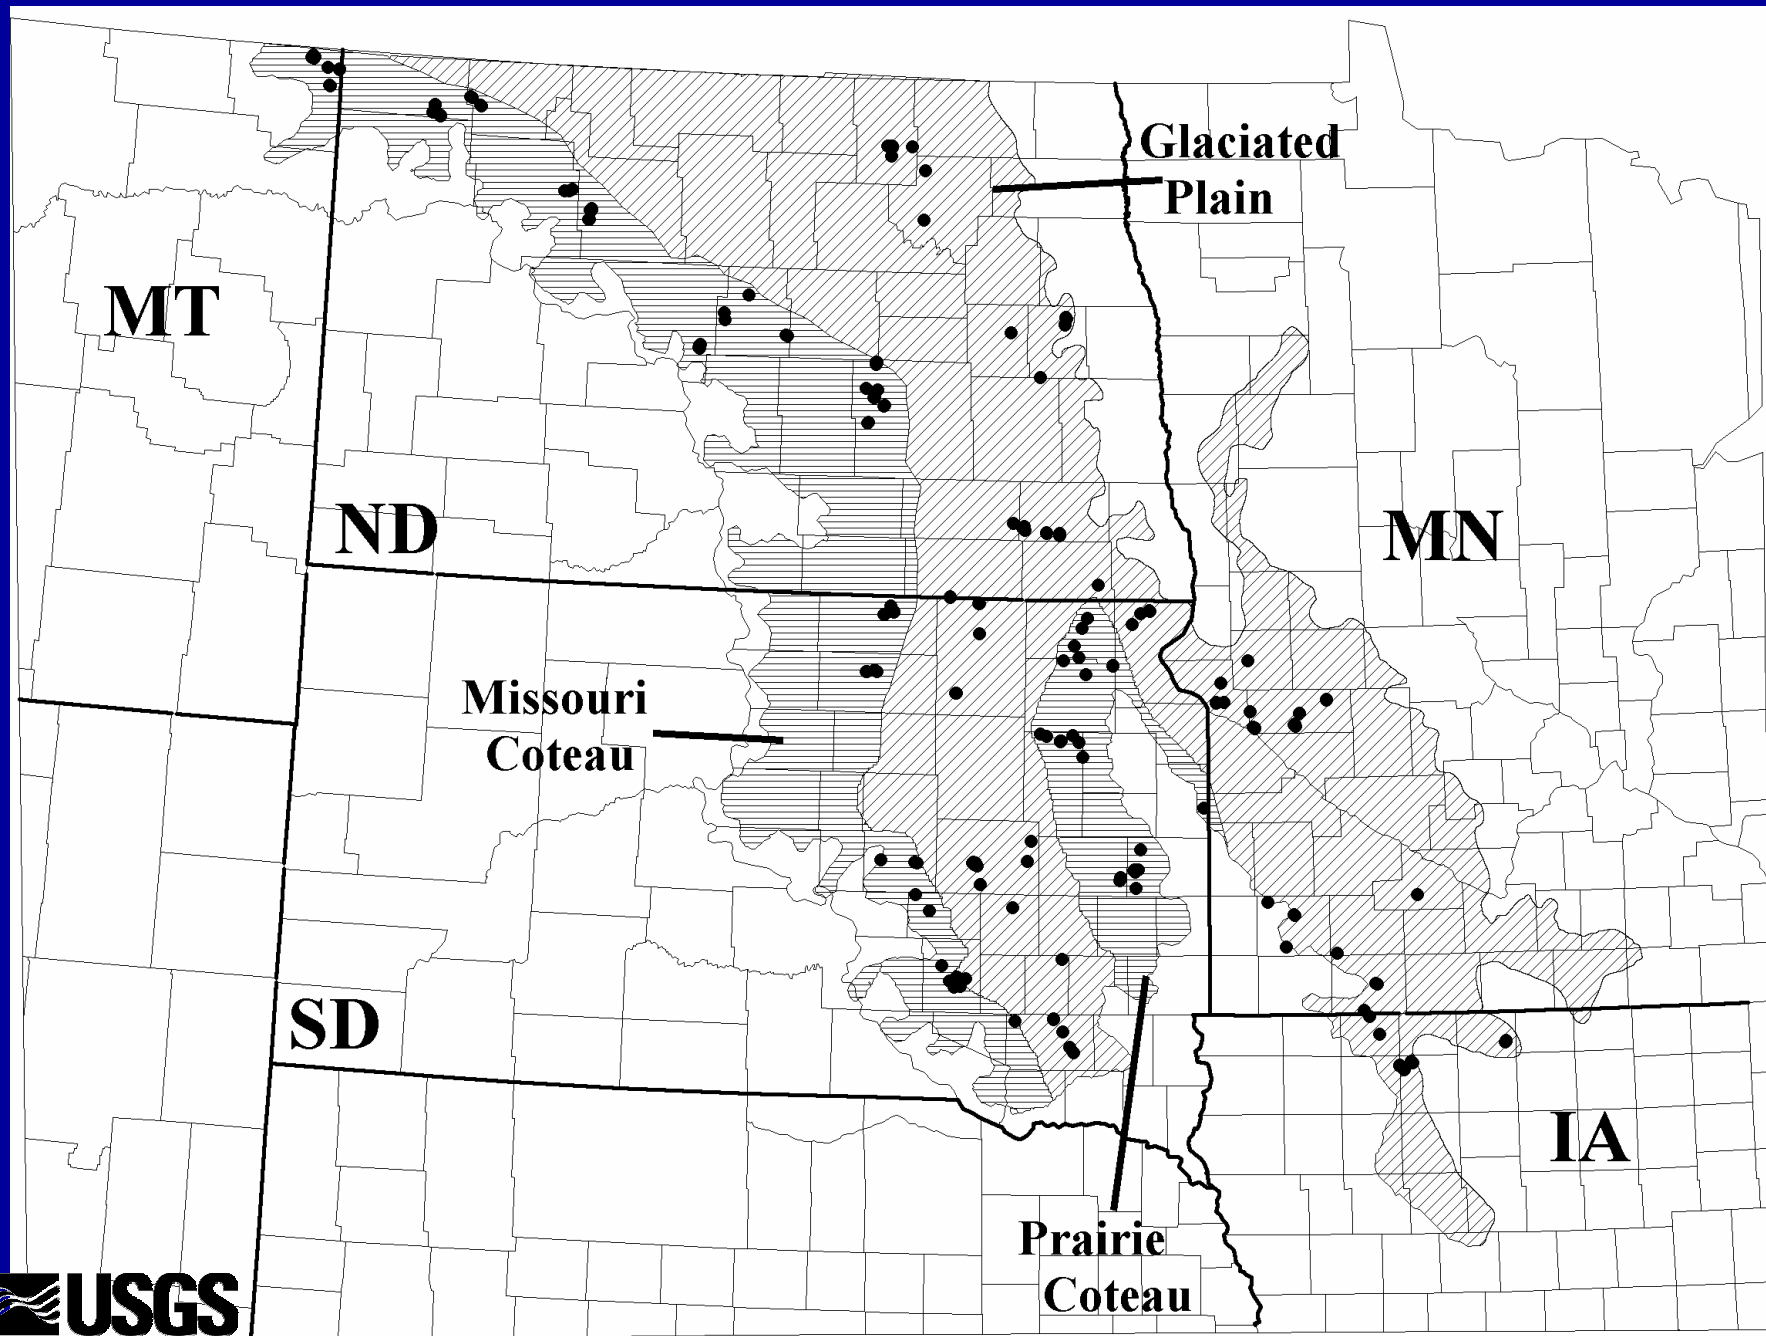 Glaciated
Plain
MT
ND
MN
Missouri
Coteau
SD
IA
Prairie
Coteau
USGS